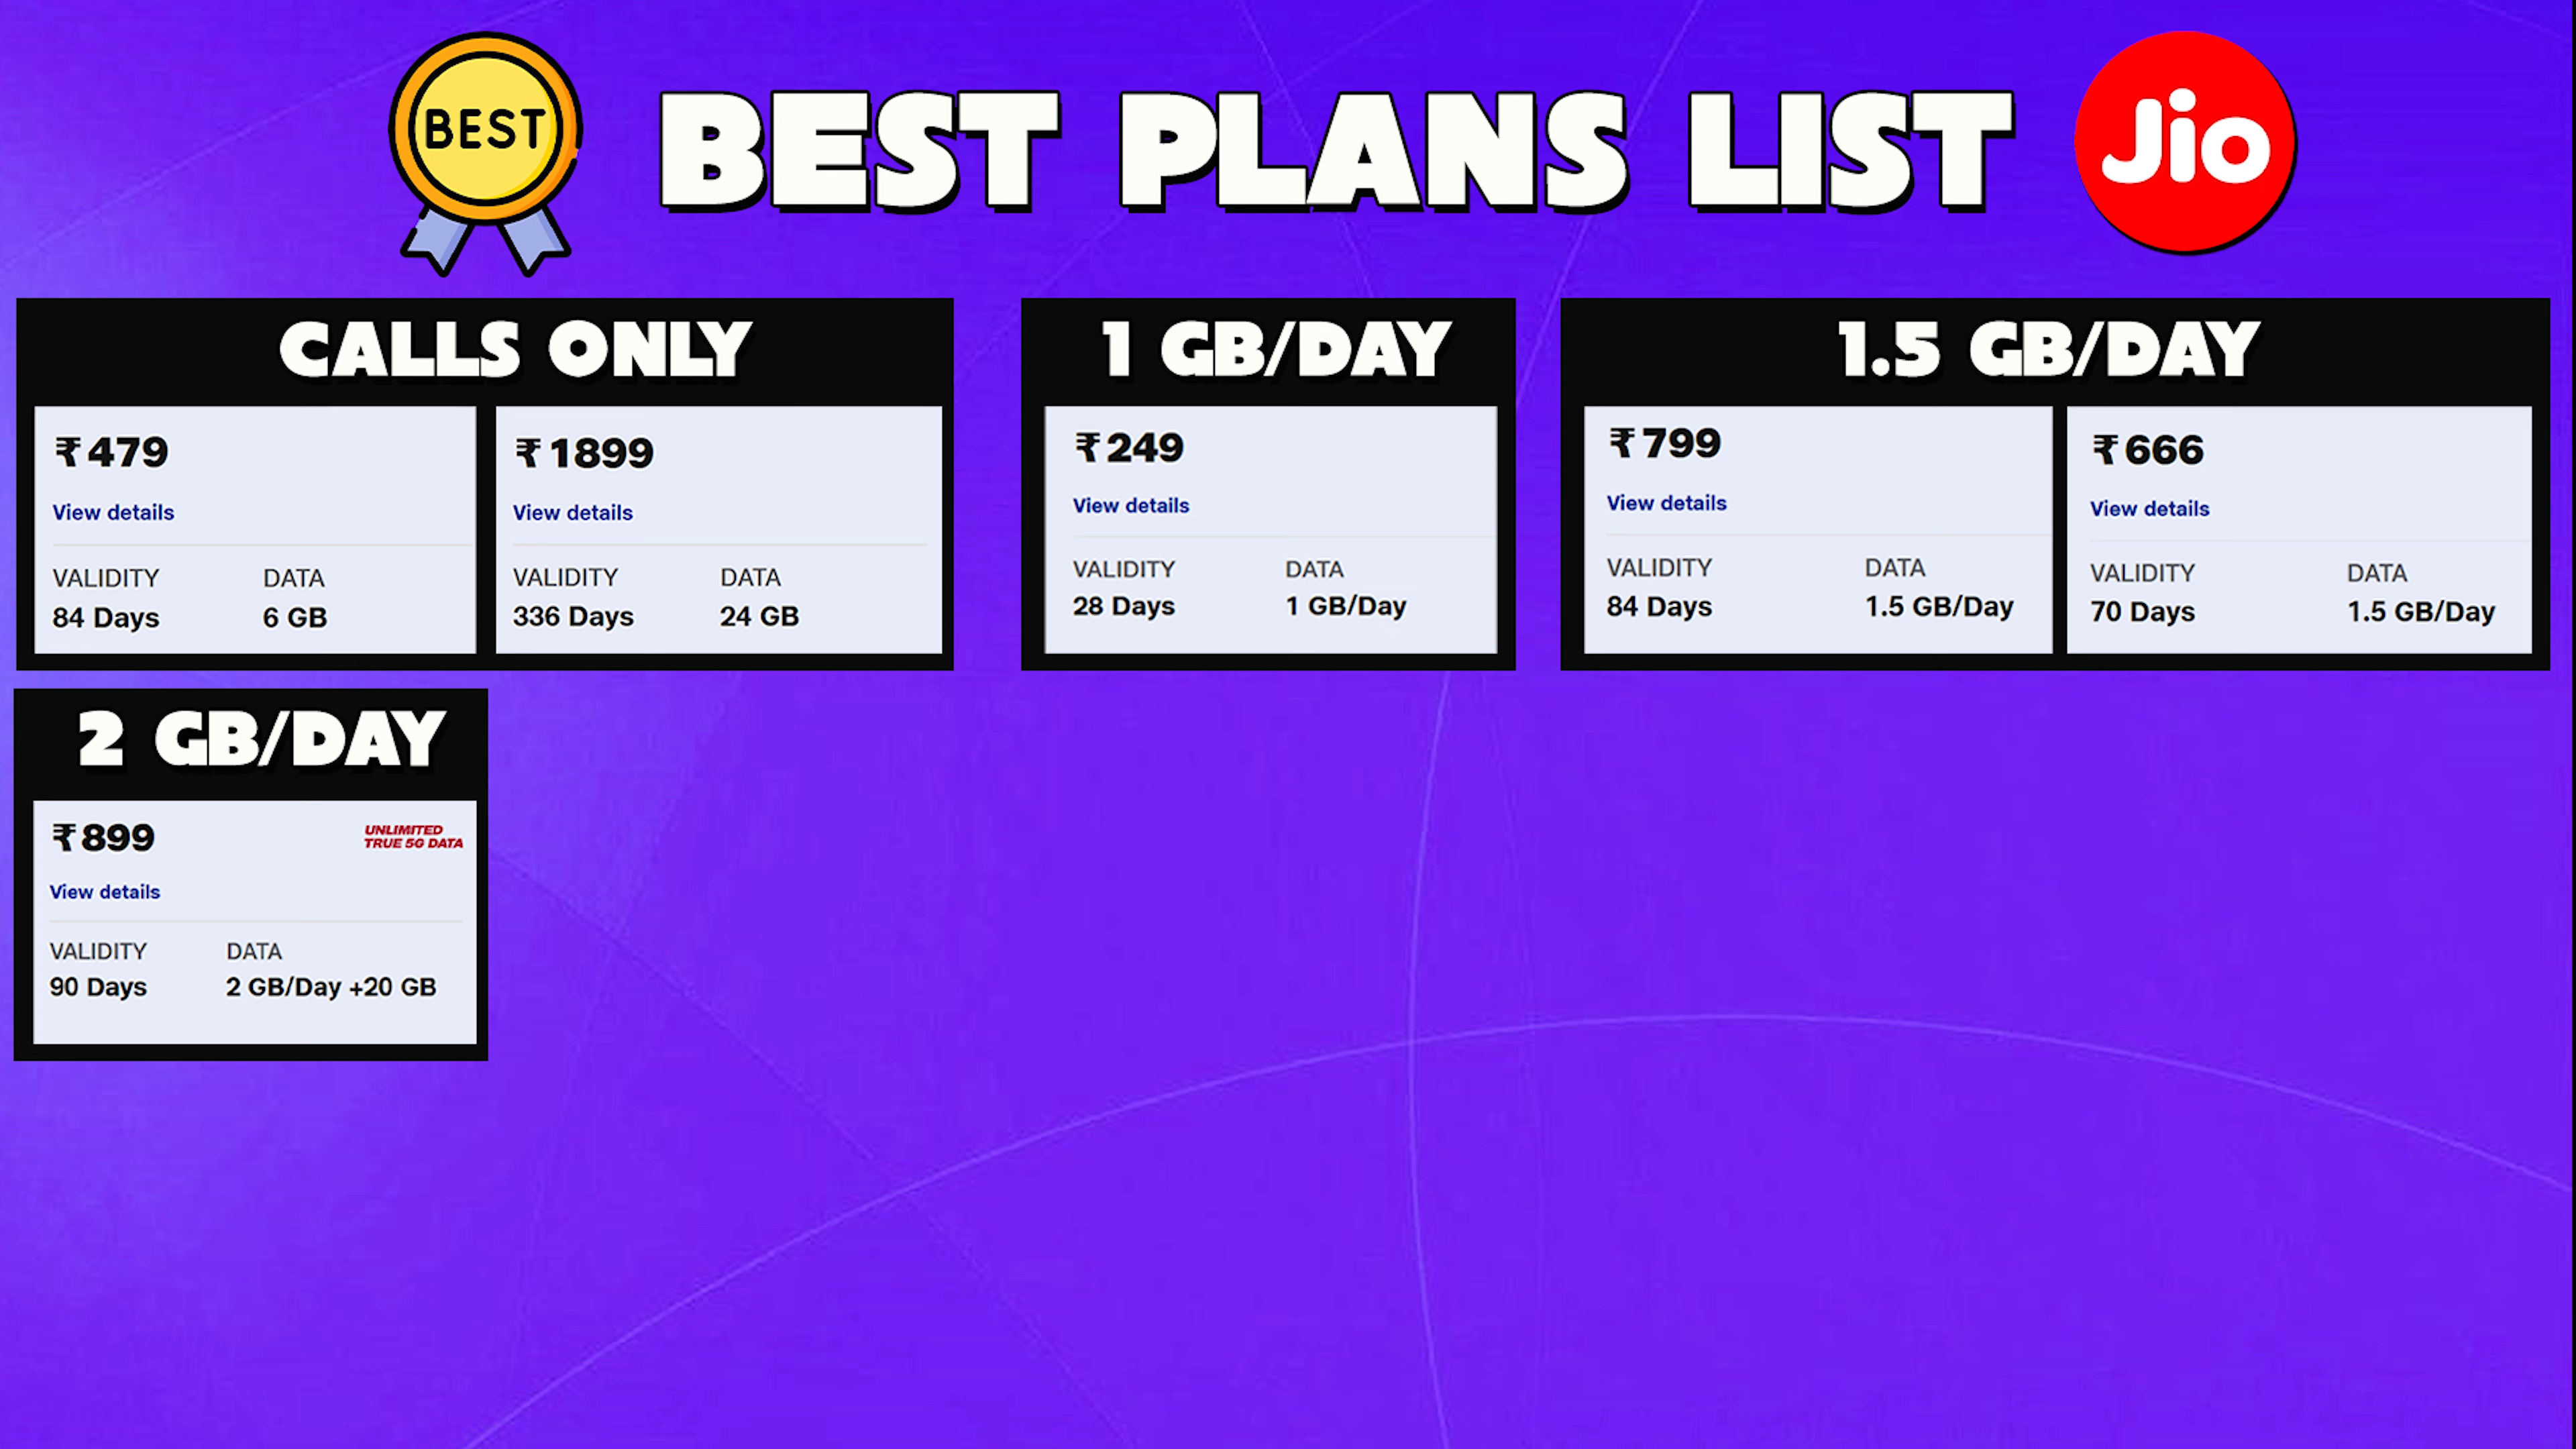 BEST
BEST PLANS LIST
Jio
CALLS ONLY
₹479
View details
VALIDITY DATA
84 Days 6 GB
₹1899
View details
VALIDITY DATA
336 Days 24 GB
1 GB/DAY
₹249
View details
VALIDITY DATA
28 Days 1 GB/Day
1.5 GB/DAY
₹799
View details
VALIDITY DATA
84 Days 1.5 GB/Day
₹666
View details
VALIDITY DATA
70 Days 1.5 GB/Day
2 GB/DAY
₹899
UNLIMITED
TRUE 5G DATA
View details
VALIDITY DATA
90 Days 2 GB/Day +20 GB